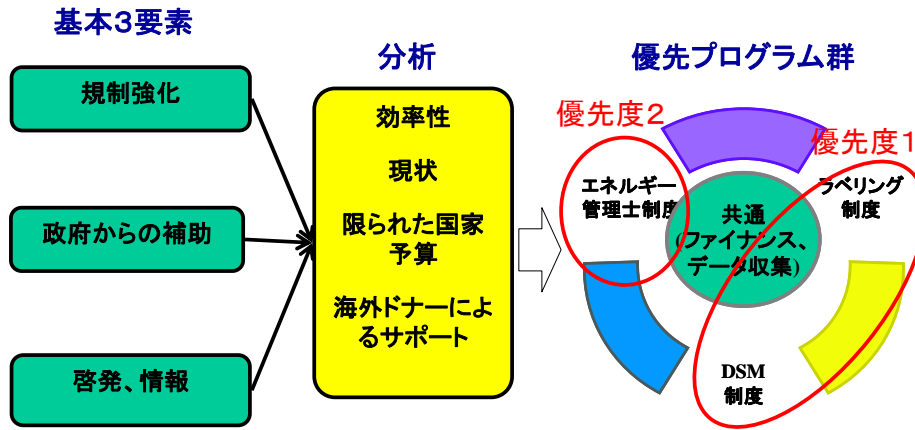 基本３要素
規制強化
政府からの補助
啓発、情報
分析
効率性
現状
限られた国家
予算
海外ドナーによ
るサポート
優先プログラム群
優先度２
優先度１
エネルギー
管理士制度
ラベリング
制度
共通
(ファイナンス、
データ収集)
DSM
制度